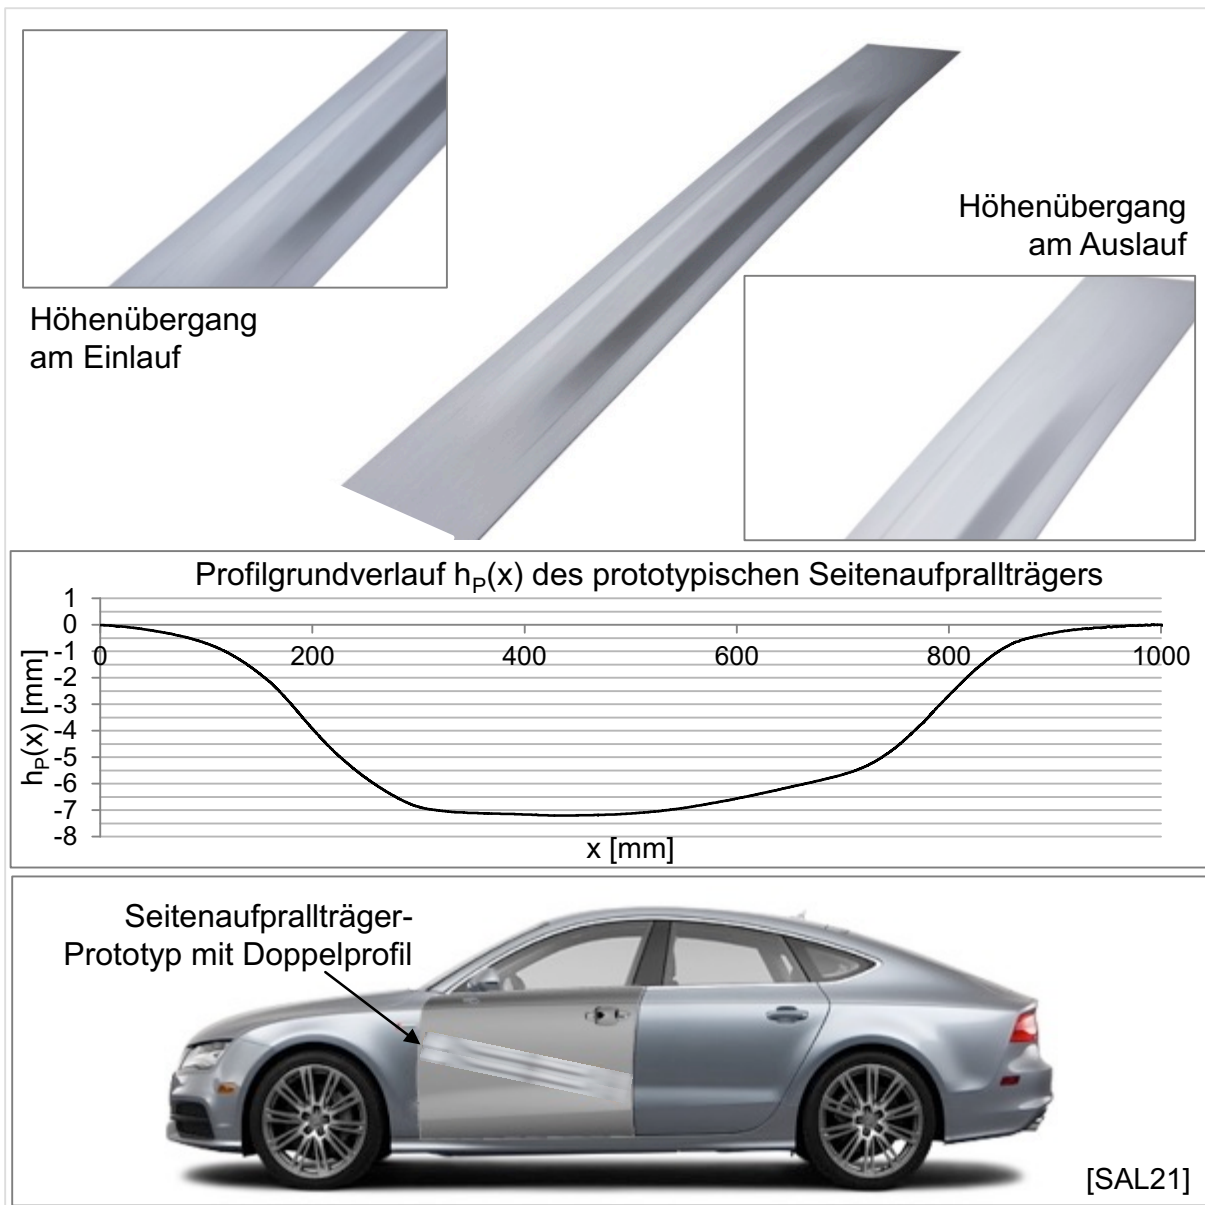 Höhenübergang
am Einlauf
Höhenübergang
am Auslauf
Profilgrundverlauf hₚ(x) des prototypischen Seitenaufprallträgers
1
0
-1
-2
-3
-4
-5
-6
-7
-8
hₚ(x) [mm]
0 200 400 600 800 1000
x [mm]
Seitenaufprallträger-
Prototyp mit Doppelprofil
[SAL21]